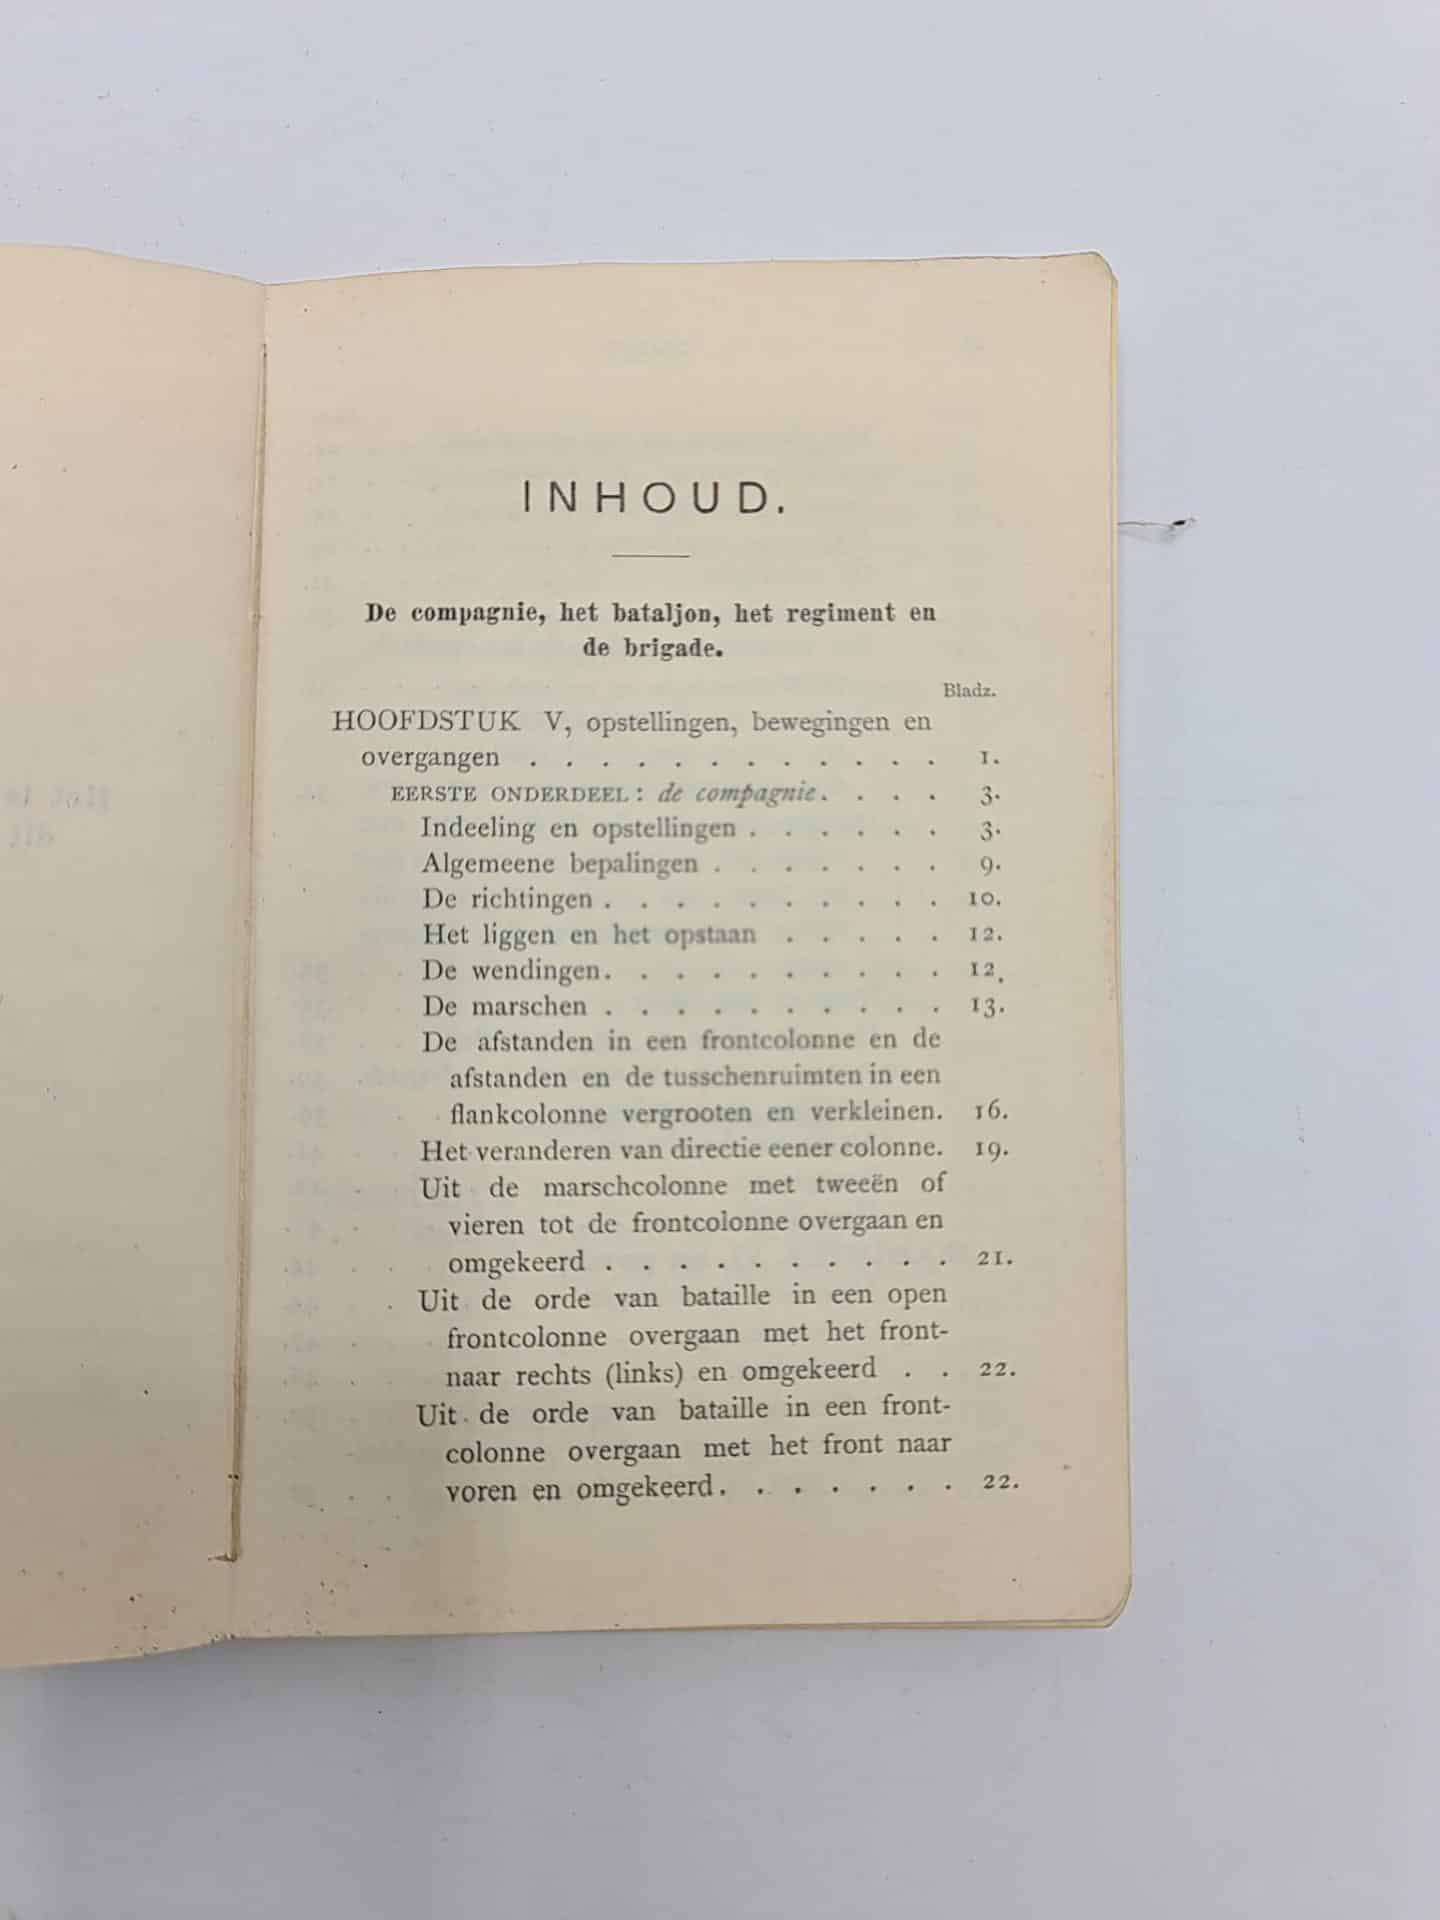 INHOUD.
De compagnie, het bataljon, het regiment en
de brigade.
Bladz.
HOOFDSTUK V, opstellingen, bewegingen en
overgangen . . . . . . . . . . . . 1.
EERSTE ONDERDEEL: de compagnie. . . . 3.
Indeeling en opstellingen . . . . . . 3.
Algemeene bepalingen . . . . . . . 9.
De richtingen . . . . . . . . . . 10.
Het liggen en het opstaan . . . . . 12.
De wendingen. . . . . . . . . . 12.
De marschen . . . . . . . . . . 13.
De afstanden in een frontcolonne en de
afstanden en de tusschenruimten in een
flankcolonne vergrooten en verkleinen. 16.
Het veranderen van directie eener colonne. 19.
Uit de marschcolonne met tweeën of
vieren tot de frontcolonne overgaan en
omgekeerd . . . . . . . . . . 21.
Uit de orde van bataille in een open
frontcolonne overgaan met het front-
naar rechts (links) en omgekeerd . . 22.
Uit de orde van bataille in een front-
colonne overgaan met het front naar
voren en omgekeerd. . . . . . . 22.